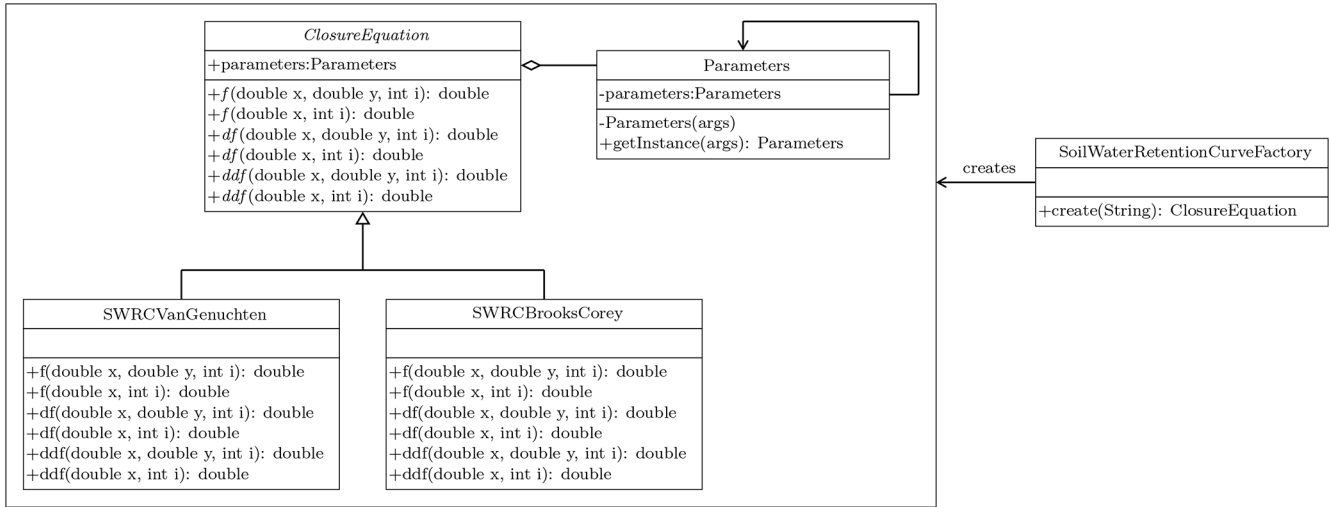 ClosureEquation
+parameters:Parameters
+f(double x, double y, int i): double
+f(double x, int i): double
+df(double x, double y, int i): double
+df(double x, int i): double
+ddf(double x, double y, int i): double
+ddf(double x, int i): double
Parameters
-parameters:Parameters
-Parameters(args)
+getInstance(args): Parameters
creates
SoilWaterRetentionCurveFactory
+create(String): ClosureEquation
SWRCVanGenuchten
+f(double x, double y, int i): double
+f(double x, int i): double
+df(double x, double y, int i): double
+df(double x, int i): double
+ddf(double x, double y, int i): double
+ddf(double x, int i): double
SWRCBrooksCorey
+f(double x, double y, int i): double
+f(double x, int i): double
+df(double x, double y, int i): double
+df(double x, int i): double
+ddf(double x, double y, int i): double
+ddf(double x, int i): double